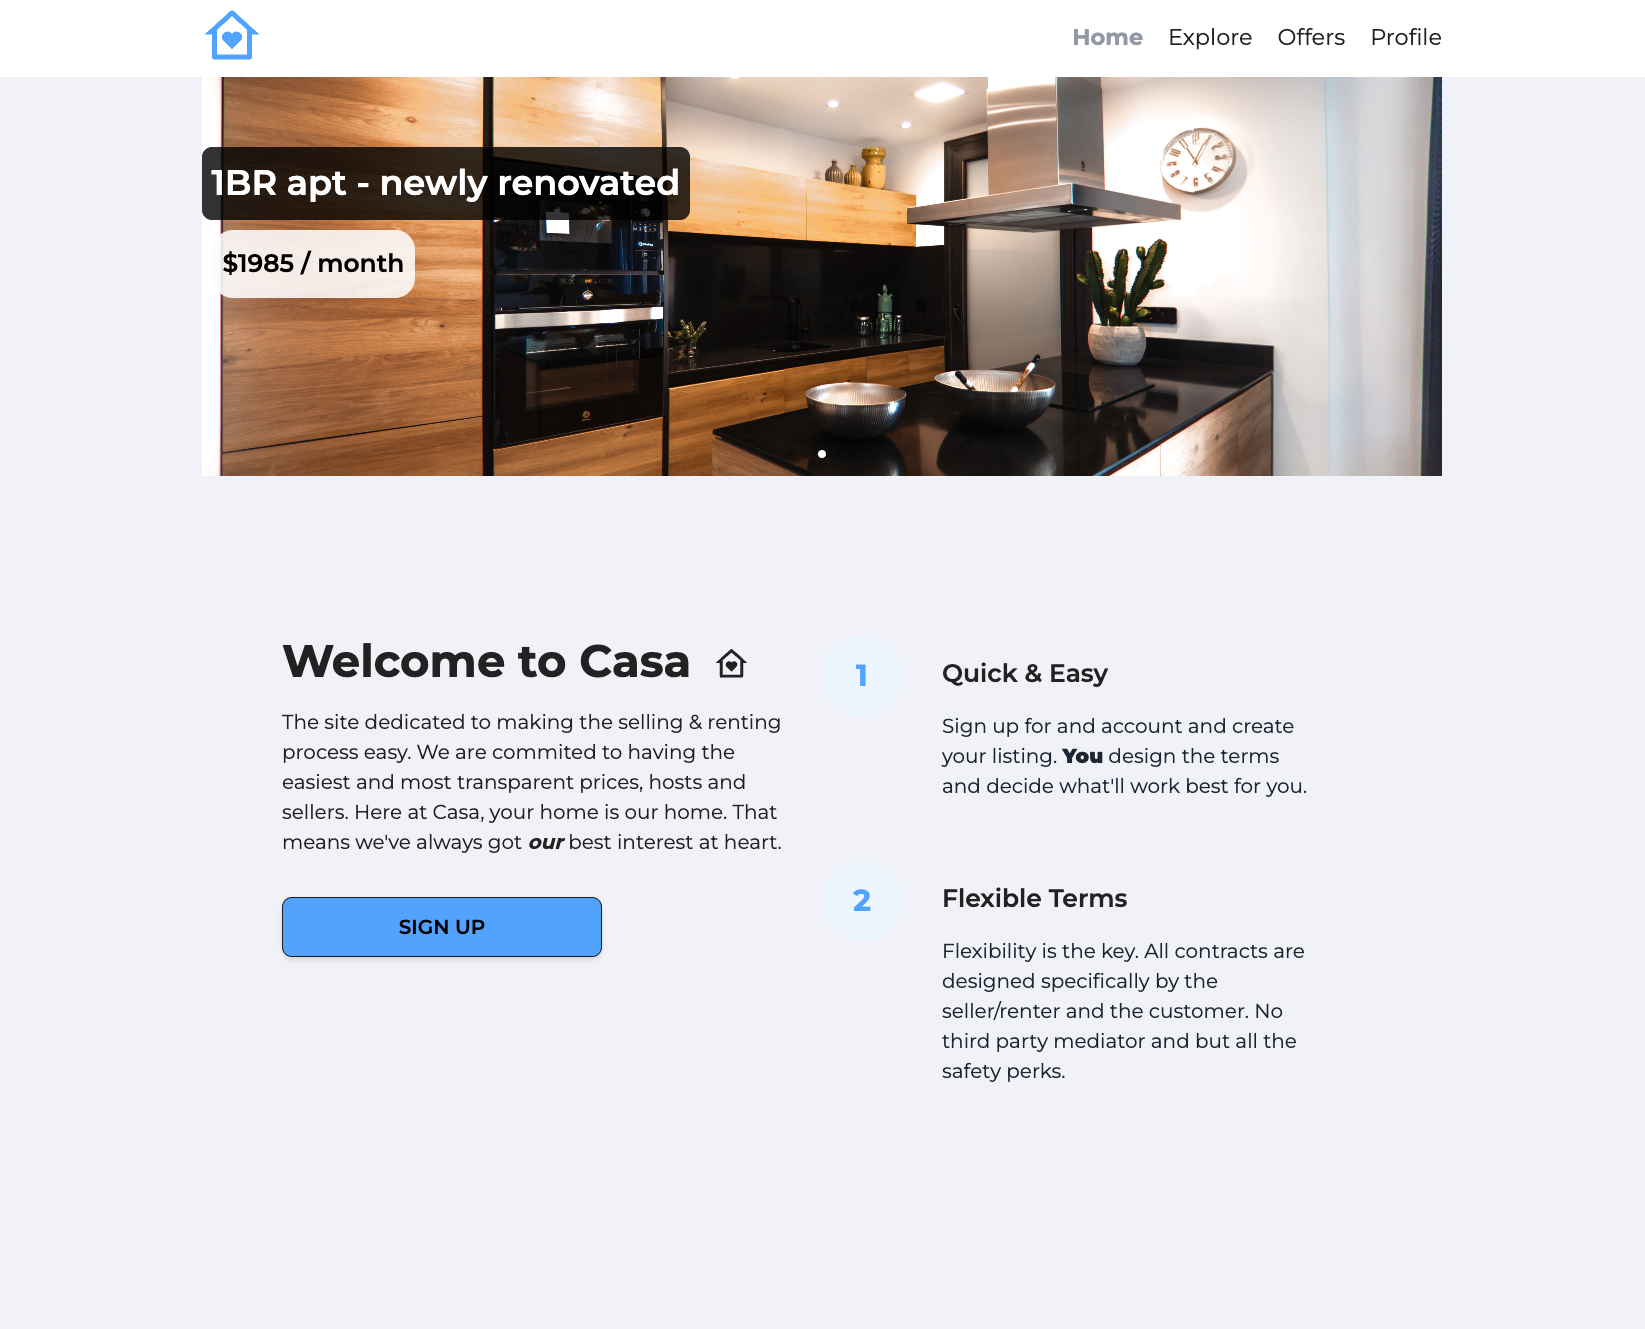 Home Explore Offers Profile
1BR apt - newly renovated
$1985 / month
Welcome to Casa
The site dedicated to making the selling & renting
process easy. We are commited to having the
easiest and most transparent prices, hosts and
sellers. Here at Casa, your home is our home. That
means we've always got our best interest at heart.
SIGN UP
1
Quick & Easy
Sign up for and account and create
your listing. You design the terms
and decide what'll work best for you.
2
Flexible Terms
Flexibility is the key. All contracts are
designed specifically by the
seller/renter and the customer. No
third party mediator and but all the
safety perks.